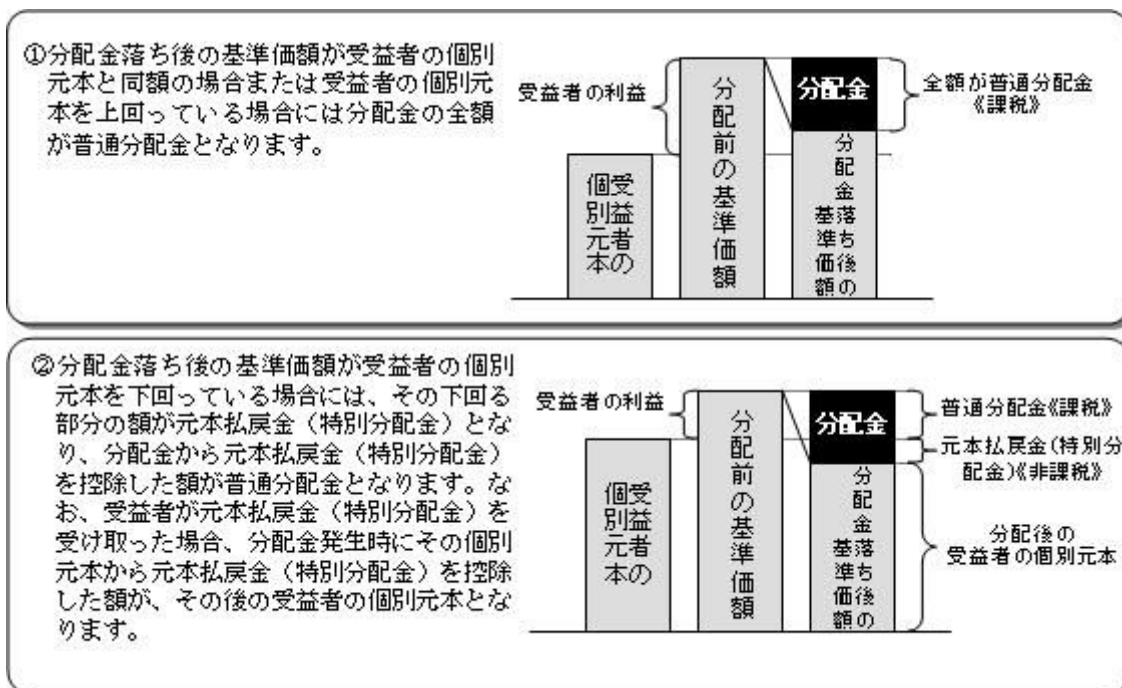 ①分配金落ち後の基準価額が受益者の個別
元本と同額の場合または受益者の個別元
本を上回っている場合には分配金の全額
が普通分配金となります。
受益者の利益
受益者の
個別元本
分配前の基準価額
分配金
分配金落ち後の
基準価額
全額が普通分配金
《課税》
②分配金落ち後の基準価額が受益者の個別
元本を下回っている場合には、その下回る
部分の額が元本払戻金（特別分配金）とな
り、分配金から元本払戻金（特別分配金）
を控除した額が普通分配金となります。な
お、受益者が元本払戻金（特別分配金）を
受け取った場合、分配金発生時にその個別
元本から元本払戻金（特別分配金）を控除
した額が、その後の受益者の個別元本とな
ります。
受益者の利益
受益者の
個別元本
分配前の基準価額
分配金
分配金落ち後の
基準価額
普通分配金《課税》
元本払戻金(特別分
配金)《非課税》
分配後の
受益者の個別元本